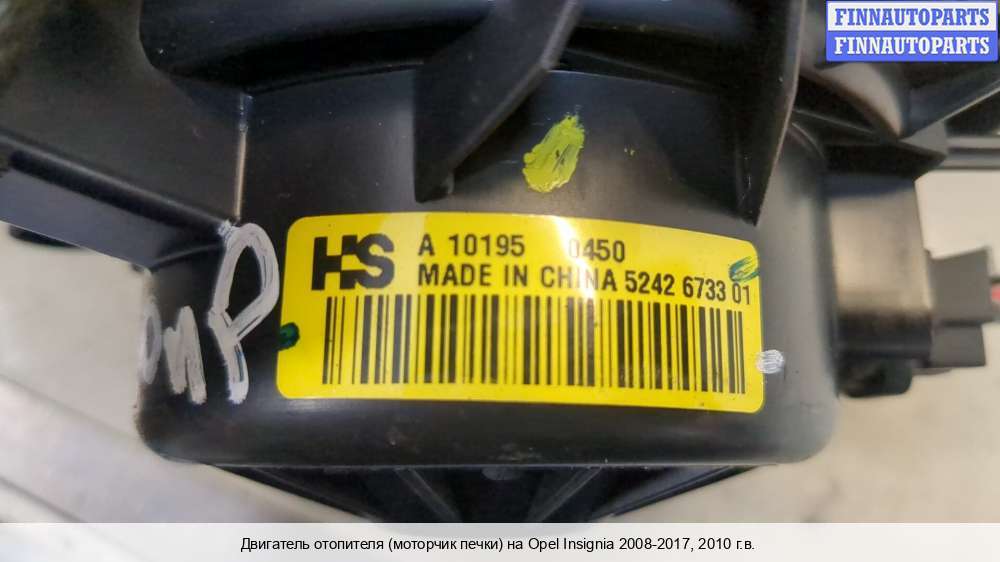 FINNAUTOPARTS
FINNAUTOPARTS
HS
A 10195 0450
MADE IN CHINA 5242 6733 01
Двигатель отопителя (моторчик печки) на Opel Insignia 2008-2017, 2010 г.в.